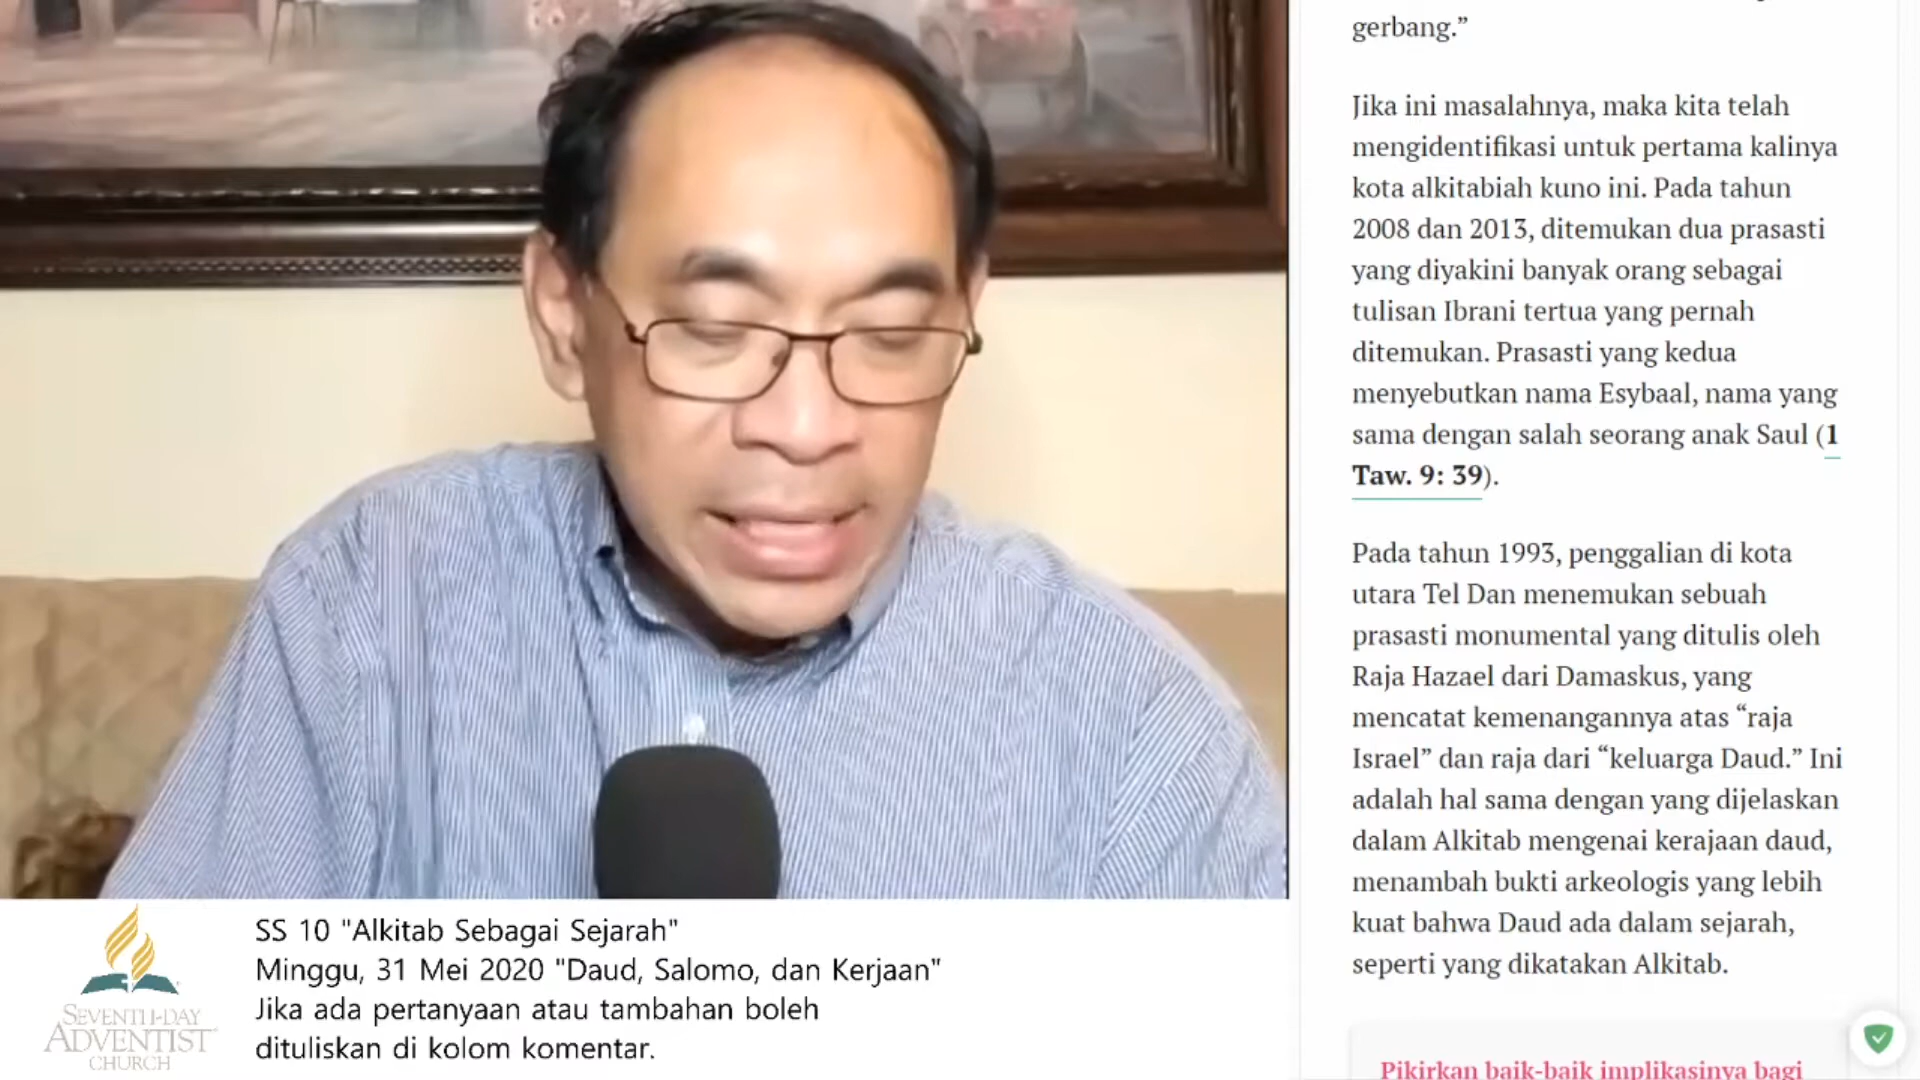 gerbang.”
Jika ini masalahnya, maka kita telah
mengidentifikasi untuk pertama kalinya
kota alkitabiah kuno ini. Pada tahun
2008 dan 2013, ditemukan dua prasasti
yang diyakini banyak orang sebagai
tulisan Ibrani tertua yang pernah
ditemukan. Prasasti yang kedua
menyebutkan nama Esybaal, nama yang
sama dengan salah seorang anak Saul (1
Taw. 9: 39).
Pada tahun 1993, penggalian di kota
utara Tel Dan menemukan sebuah
prasasti monumental yang ditulis oleh
Raja Hazael dari Damaskus, yang
mencatat kemenangannya atas “raja
Israel” dan raja dari “keluarga Daud.” Ini
adalah hal sama dengan yang dijelaskan
dalam Alkitab mengenai kerajaan daud,
menambah bukti arkeologis yang lebih
kuat bahwa Daud ada dalam sejarah,
seperti yang dikatakan Alkitab.
Pikirkan baik-baik implikasinya bagi
SS 10 "Alkitab Sebagai Sejarah"
Minggu, 31 Mei 2020 "Daud, Salomo, dan Kerjaan"
Jika ada pertanyaan atau tambahan boleh
dituliskan di kolom komentar.
SEVENTH-DAY
ADVENTIST
CHURCH